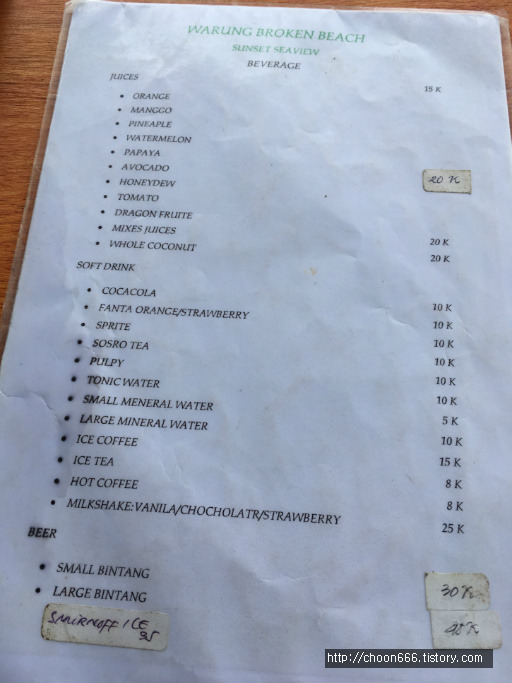 WARUNG BROKEN BEACH
SUNSET SEAVIEW
BEVERAGE
JUICES 15 K
• ORANGE
• MANGGO
• PINEAPLE
• WATERMELON
• PAPAYA
• AVOCADO
• HONEYDEW 20 K
• TOMATO
• DRAGON FRUITE
• MIXES JUICES 20 K
• WHOLE COCONUT 20 K
SOFT DRINK
• COCACOLA 10 K
• FANTA ORANGE/STRAWBERRY 10 K
• SPRITE 10 K
• SOSRO TEA 10 K
• PULPY 10 K
• TONIC WATER 10 K
• SMALL MENERAL WATER 5 K
• LARGE MINERAL WATER 10 K
• ICE COFFEE 15 K
• ICE TEA 8 K
• HOT COFFEE 8 K
• MILKSHAKE:VANILA/CHOCHOLATR/STRAWBERRY 25 K
BEER
• SMALL BINTANG 30 K
• LARGE BINTANG
SMIRNOFF ICE
http://choon666.tistory.com